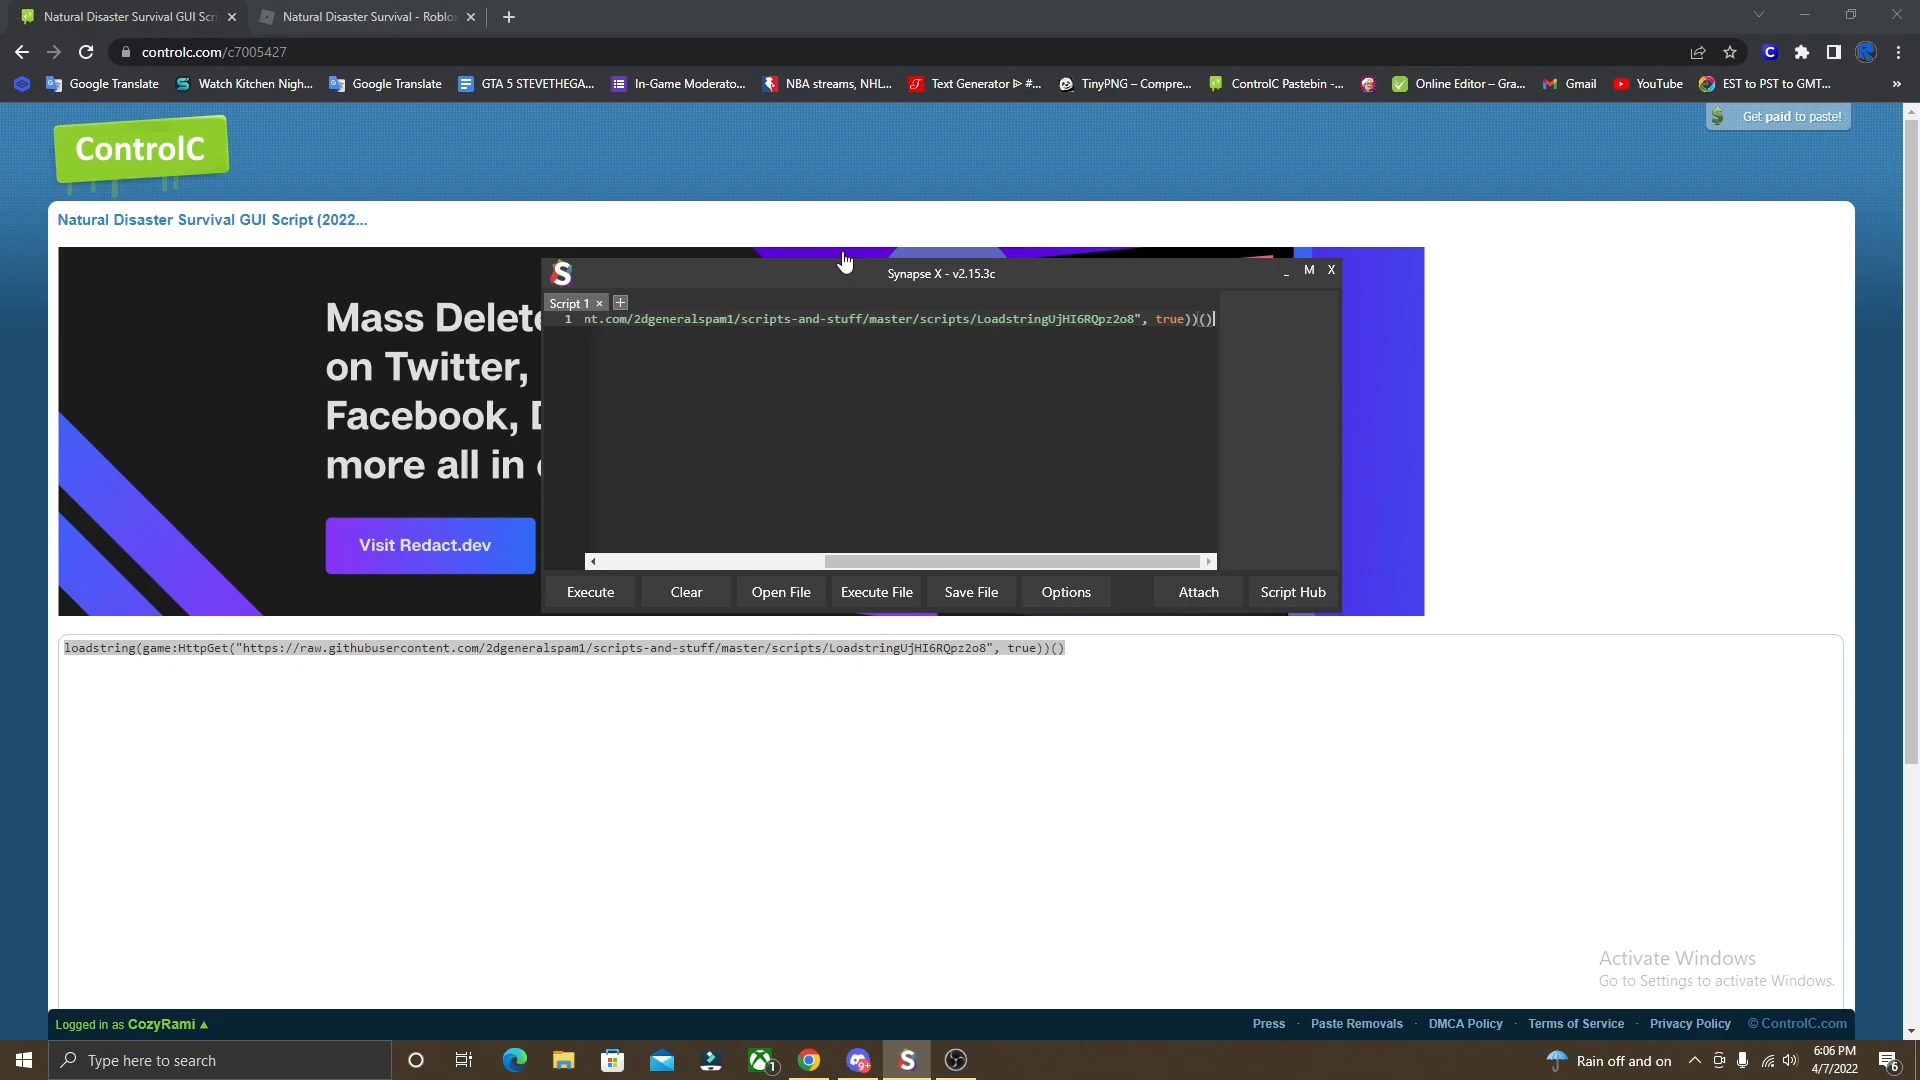 Natural Disaster Survival GUI Scri
Natural Disaster Survival - Roblo
controlc.com/c7005427
Google Translate
Watch Kitchen Nigh...
Google Translate
GTA 5 STEVETHEGA...
In-Game Moderato...
NBA streams, NHL...
Text Generator ᐅ #...
TinyPNG – Compre...
ControlC Pastebin -...
Online Editor – Gra...
Gmail
YouTube
EST to PST to GMT...
»
Get paid to paste!
ControlC
Natural Disaster Survival GUI Script (2022...
Synapse X - v2.15.3c
_ M X
Script 1 × +
1 nt.com/2dgeneralspam1/scripts-and-stuff/master/scripts/LoadstringUjHI6RQpz2o8", true))()
Mass Delete
on Twitter,
Facebook, D
more all in
Visit Redact.dev
Execute
Clear
Open File
Execute File
Save File
Options
Attach
Script Hub
loadstring(game:HttpGet("https://raw.githubusercontent.com/2dgeneralspam1/scripts-and-stuff/master/scripts/LoadstringUjHI6RQpz2o8", true))()
Activate Windows
Go to Settings to activate Windows.
Logged in as CozyRami ▲
Press · Paste Removals · DMCA Policy · Terms of Service · Privacy Policy © ControlC.com
Type here to search
1
9+
Rain off and on
6:06 PM
4/7/2022
6